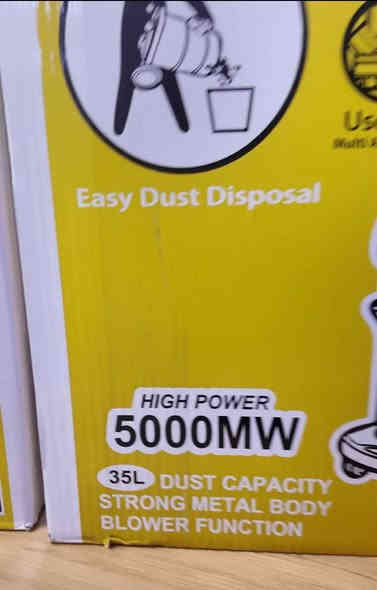 Easy Dust Disposal
HIGH POWER
5000MW
35L DUST CAPACITY
STRONG METAL BODY
BLOWER FUNCTION